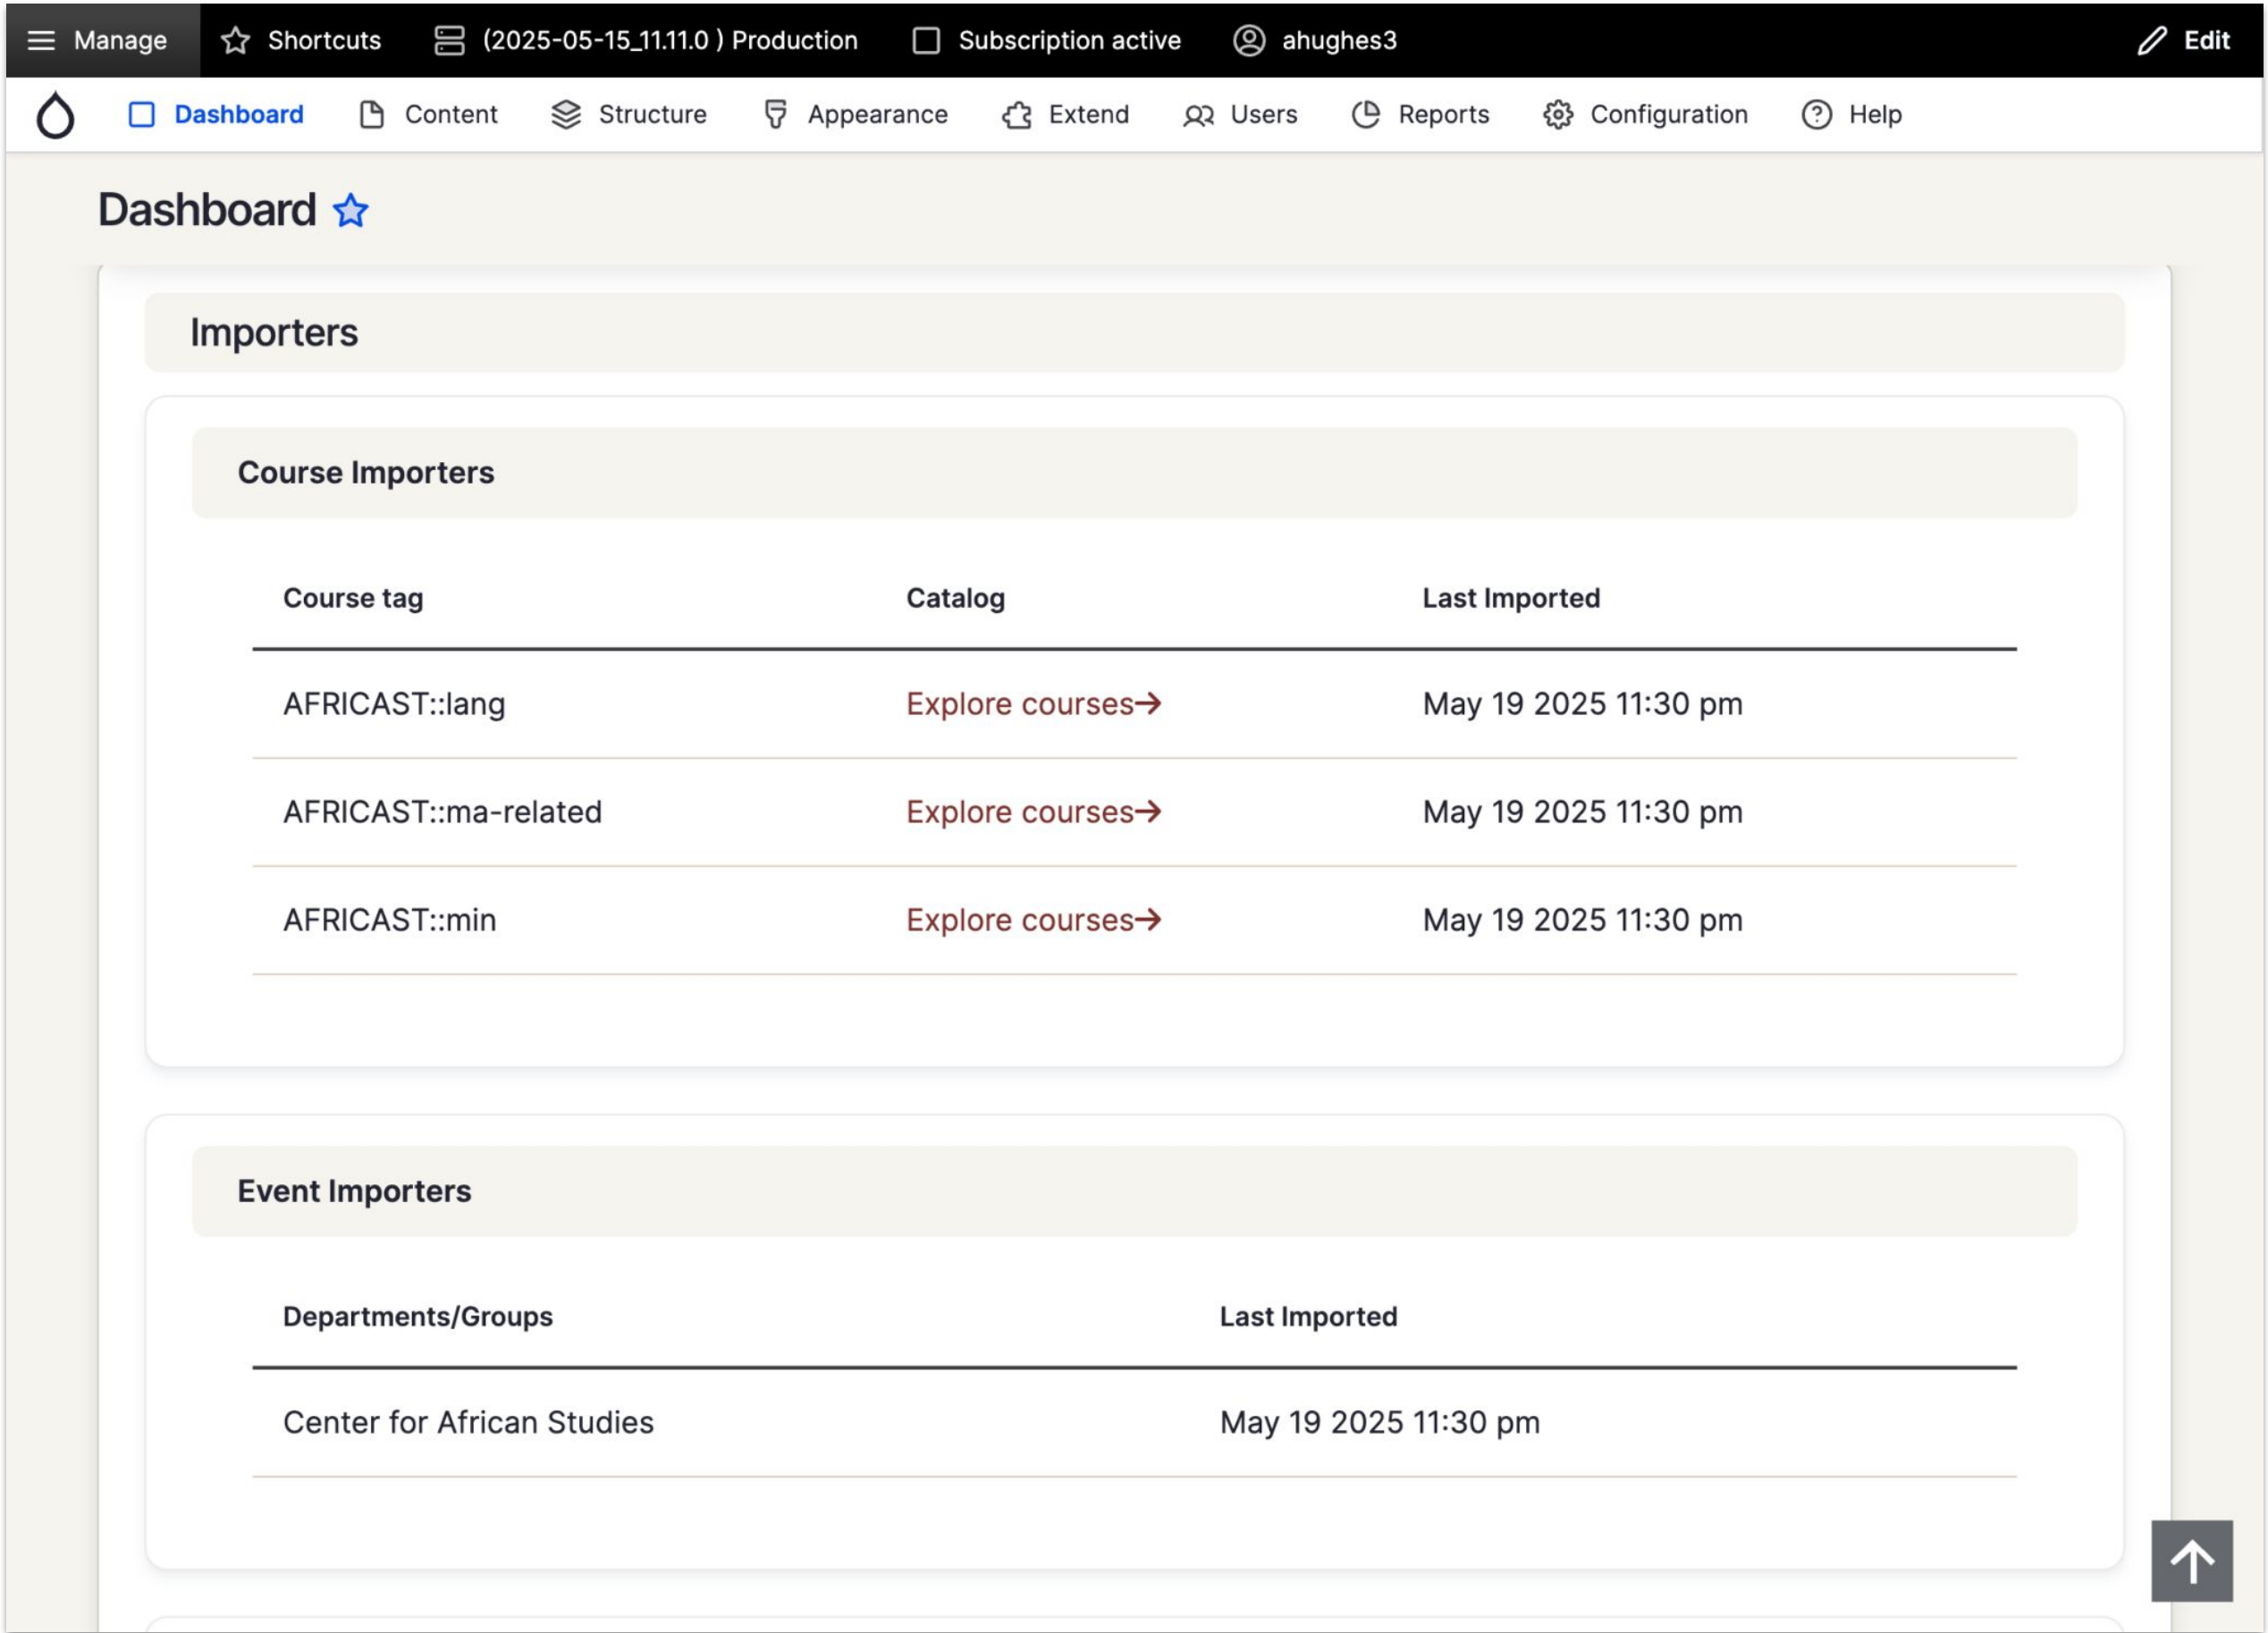 Manage Shortcuts (2025-05-15_11.11.0 ) Production Subscription active ahughes3 Edit
Dashboard Content Structure Appearance Extend Users Reports Configuration Help
Dashboard
Importers
Course Importers
Course tag Catalog Last Imported
AFRICAST::lang Explore courses→ May 19 2025 11:30 pm
AFRICAST::ma-related Explore courses→ May 19 2025 11:30 pm
AFRICAST::min Explore courses→ May 19 2025 11:30 pm
Event Importers
Departments/Groups Last Imported
Center for African Studies May 19 2025 11:30 pm